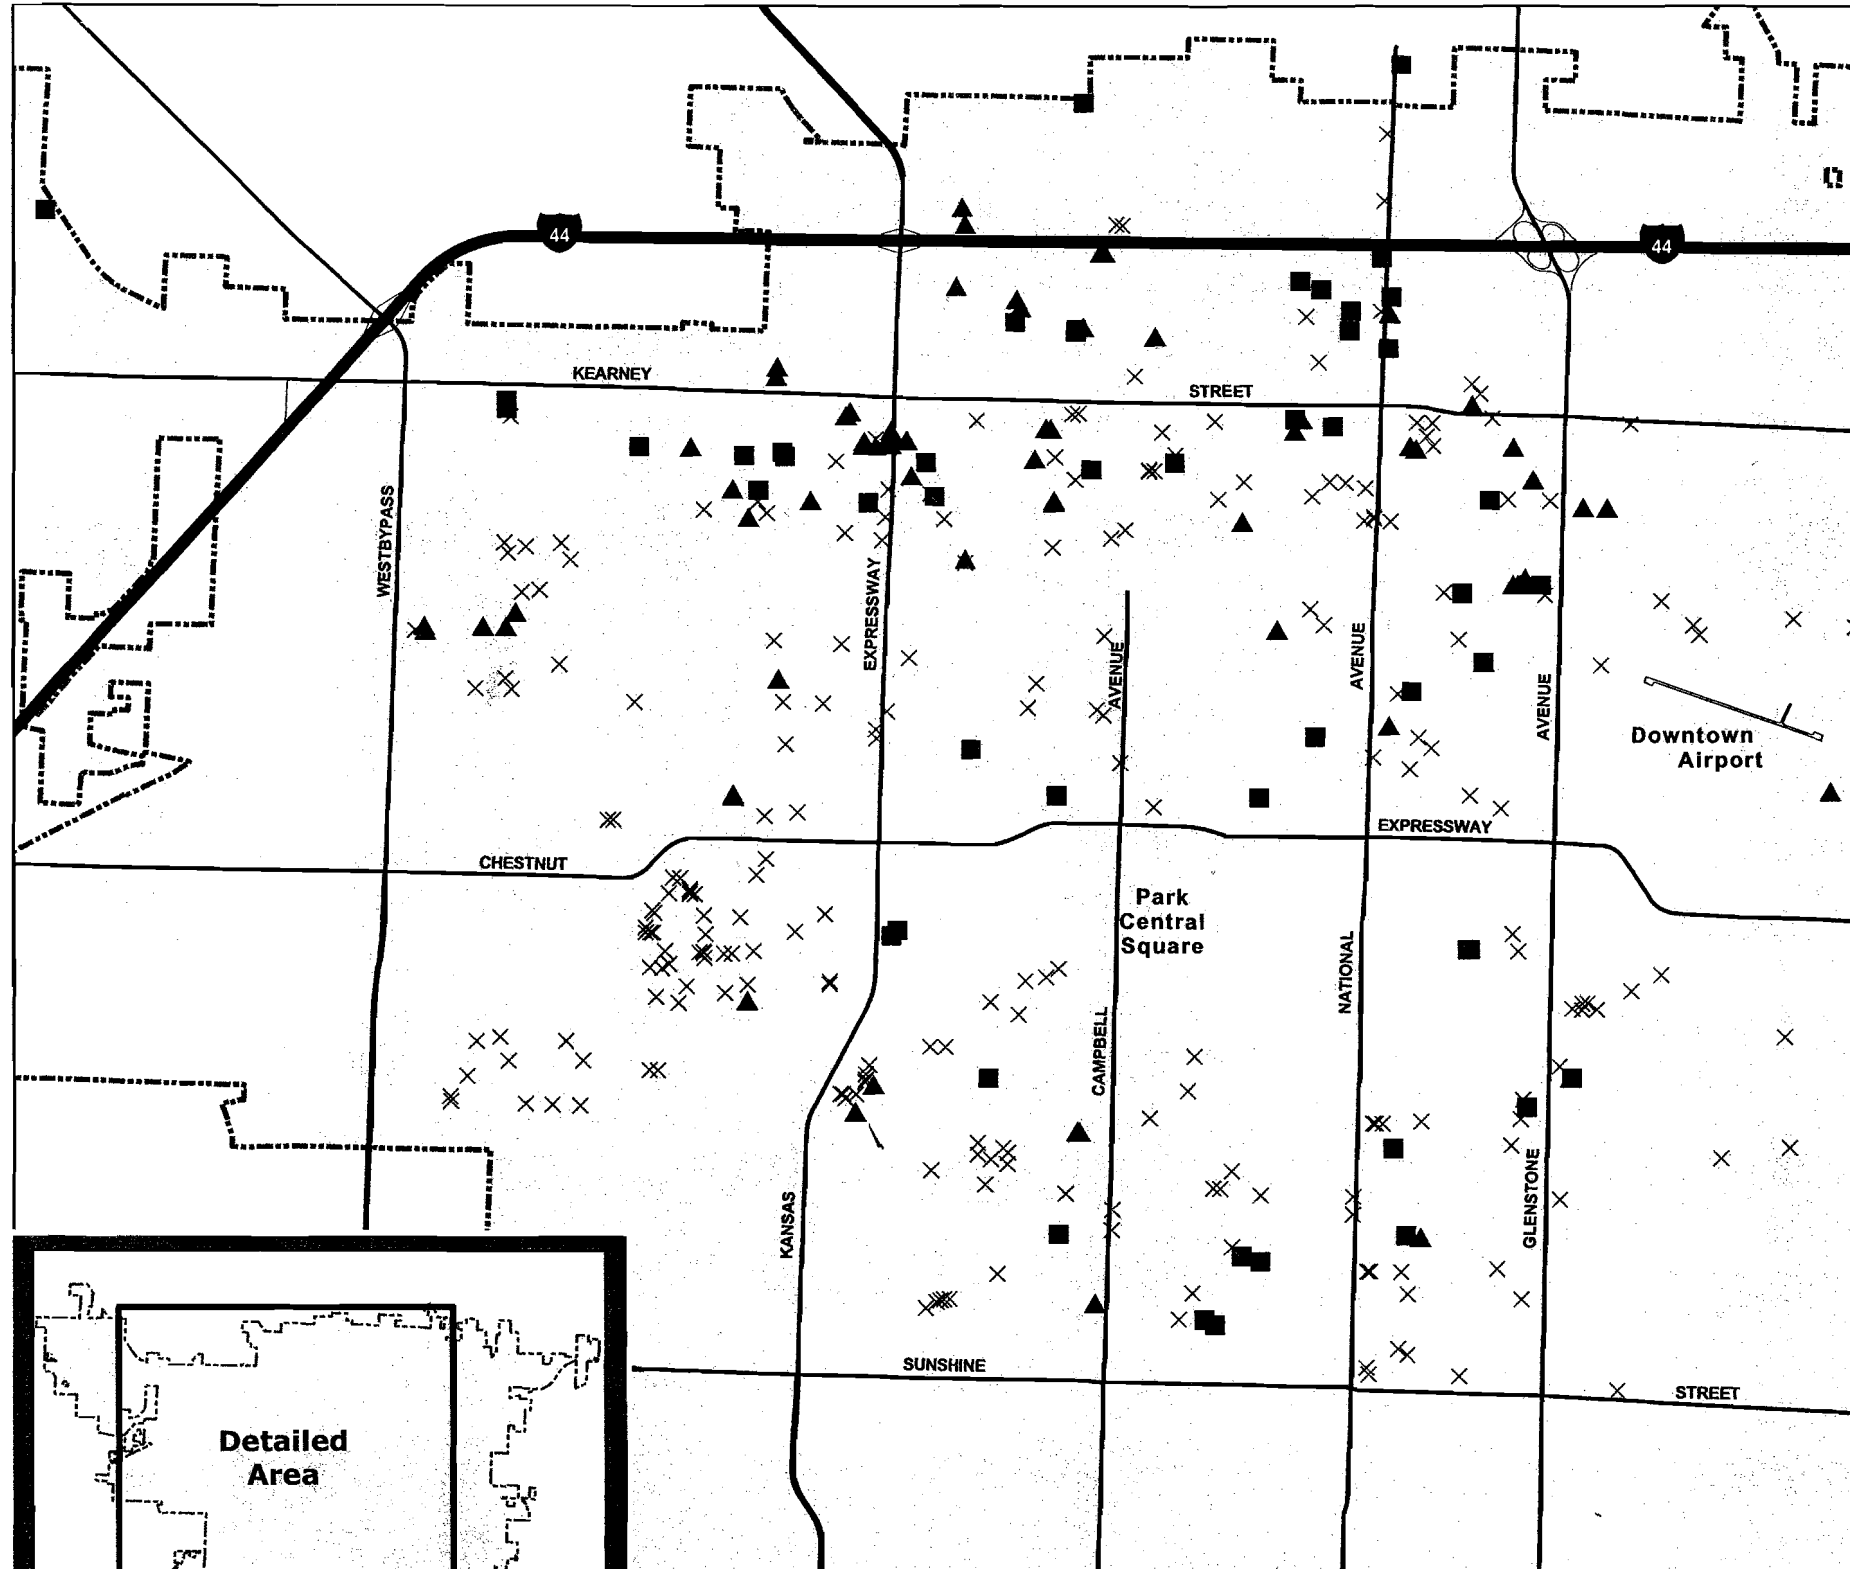 44
44
KEARNEY
STREET
WESTBYPASS
EXPRESSWAY
AVENUE
AVENUE
AVENUE
Downtown
Airport
EXPRESSWAY
CHESTNUT
Park
Central
Square
NATIONAL
CAMPBELL
KANSAS
GLENSTONE
SUNSHINE
STREET
Detailed
Area